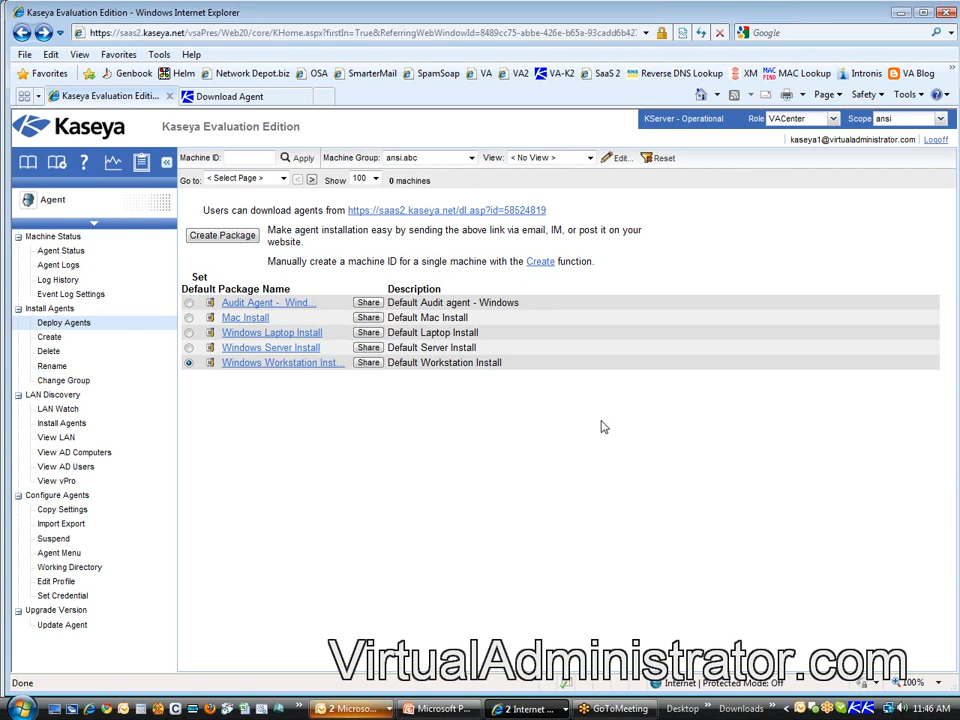 Kaseya Evaluation Edition - Windows Internet Explorer
https://saas2.kaseya.net/vsaPres/Web20/core/KHome.aspx?firstIn=True&ReferringWebWindowId=8489cc75-abbe-426e-b65a-93cadd6b427
Google
File Edit View Favorites Tools Help
Favorites Genbook Helm Network Depot.biz OSA SmarterMail SpamSoap VA VA2 VA-K2 SaaS 2 Reverse DNS Lookup XM MAC Lookup Intronis VA Blog
Kaseya Evaluation Editi... Download Agent
Page Safety Tools
Kaseya Kaseya Evaluation Edition
KServer - Operational Role VACenter Scope ansi
kaseya1@virtualadministrator.com Logoff
Machine ID: Apply Machine Group: ansi.abc View: < No View > Edit... Reset
Go to: < Select Page > < > Show 100 0 machines
Agent
Machine Status
Agent Status
Agent Logs
Log History
Event Log Settings
Install Agents
Deploy Agents
Create
Delete
Rename
Change Group
LAN Discovery
LAN Watch
Install Agents
View LAN
View AD Computers
View AD Users
View vPro
Configure Agents
Copy Settings
Import Export
Suspend
Agent Menu
Working Directory
Edit Profile
Set Credential
Upgrade Version
Update Agent
Users can download agents from https://saas2.kaseya.net/dl.asp?id=58524819
Create Package
Make agent installation easy by sending the above link via email, IM, or post it on your
website.
Manually create a machine ID for a single machine with the Create function.
Set
Default Package Name Description
Audit Agent - Wind... Share Default Audit agent - Windows
Mac Install Share Default Mac Install
Windows Laptop Install Share Default Laptop Install
Windows Server Install Share Default Server Install
Windows Workstation Inst... Share Default Workstation Install
VirtualAdministrator.com
Done Internet | Protected Mode: Off 100%
2 Microso... Microsoft P... 2 Internet ... GoToMeeting Desktop Downloads 11:46 AM